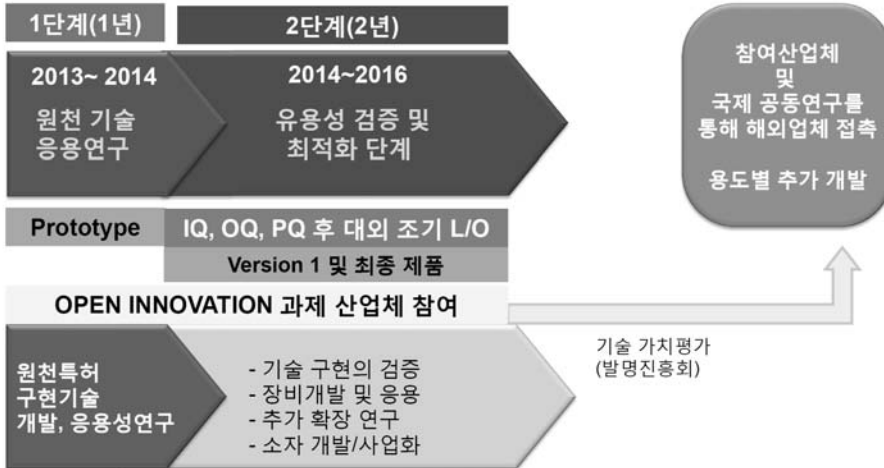 1단계(1년)
2단계(2년)
2013~ 2014
원천 기술
응용연구
2014~2016
유용성 검증 및
최적화 단계
참여산업체
및
국제 공동연구를
통해 해외업체 접촉
용도별 추가 개발
Prototype
IQ, OQ, PQ 후 대외 조기 L/O
Version 1 및 최종 제품
OPEN INNOVATION 과제 산업체 참여
원천특허
구현기술
개발, 응용성연구
- 기술 구현의 검증
- 장비개발 및 응용
- 추가 확장 연구
- 소자 개발/사업화
기술 가치평가
(발명진흥회)